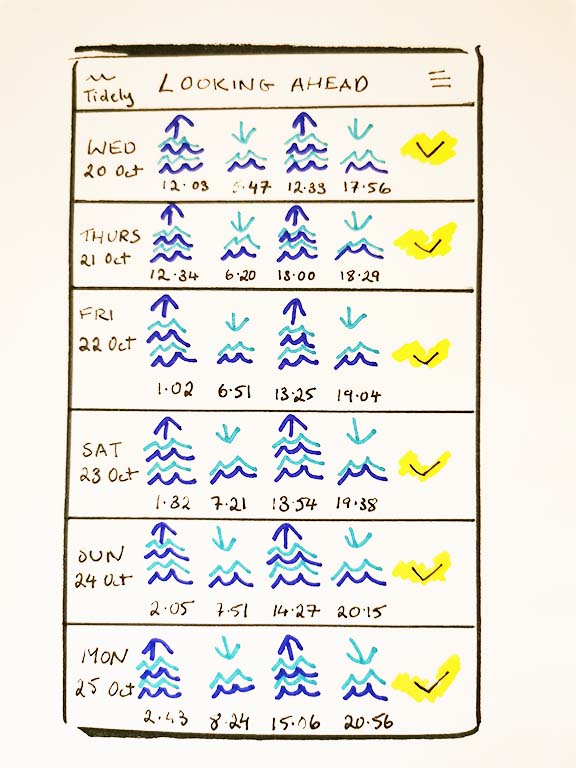 LOOKING AHEAD
Tidely
WED
20 Oct
12.03 5.47 12.33 17.56
THURS
21 Oct
12.34 6.20 13.00 18.29
FRI
22 Oct
1.02 6.51 13.25 19.04
SAT
23 Oct
1.32 7.21 13.54 19.38
SUN
24 Oct
2.05 7.51 14.27 20.15
MON
25 Oct
2.43 8.24 15.06 20.56